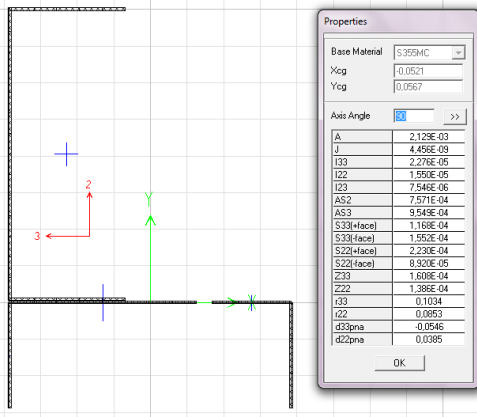 2
3
Y
X
Properties
Base Material S355MC
Xcg -0,0521
Ycg 0,0567
Axis Angle 90 >>
A 2,129E-03
J 4,456E-09
I33 2,276E-05
I22 1,550E-05
I23 7,546E-06
AS2 7,571E-04
AS3 9,549E-04
S33(+face) 1,168E-04
S33(-face) 1,552E-04
S22(+face) 2,230E-04
S22(-face) 8,920E-05
Z33 1,608E-04
Z22 1,386E-04
r33 0,1034
r22 0,0853
d33pna -0,0546
d22pna 0,0385
OK